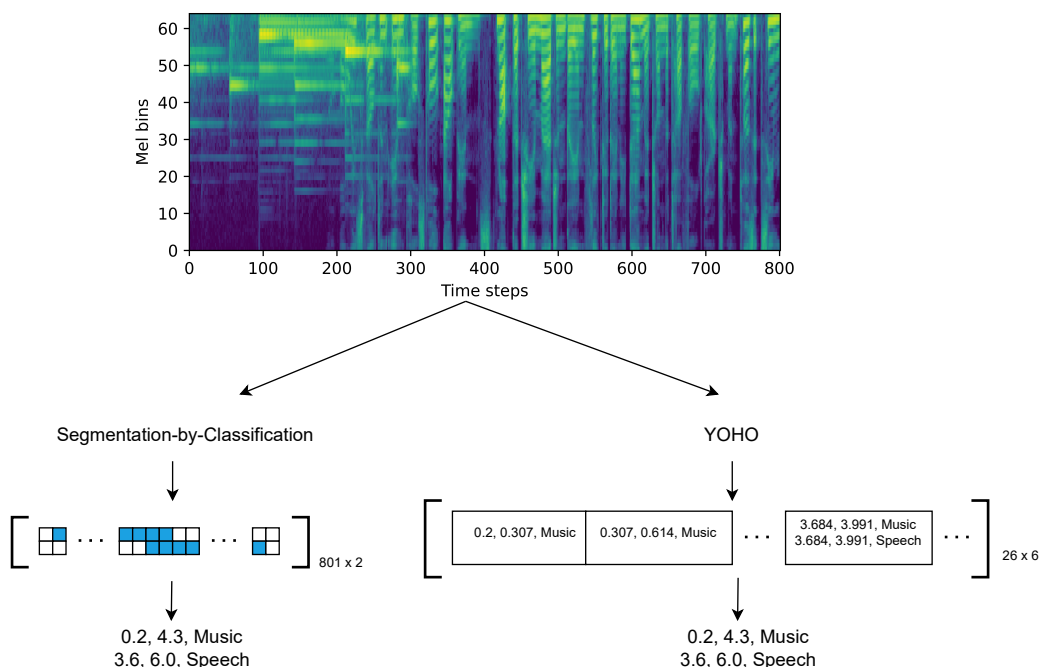 60
50
40
30
20
10
0
Mel bins
0 100 200 300 400 500 600 700 800
Time steps
Segmentation-by-Classification
YOHO
. . .
. . .
801 x 2
0.2, 0.307, Music
0.307, 0.614, Music
. . .
3.684, 3.991, Music
3.684, 3.991, Speech
. . .
26 x 6
0.2, 4.3, Music
3.6, 6.0, Speech
0.2, 4.3, Music
3.6, 6.0, Speech